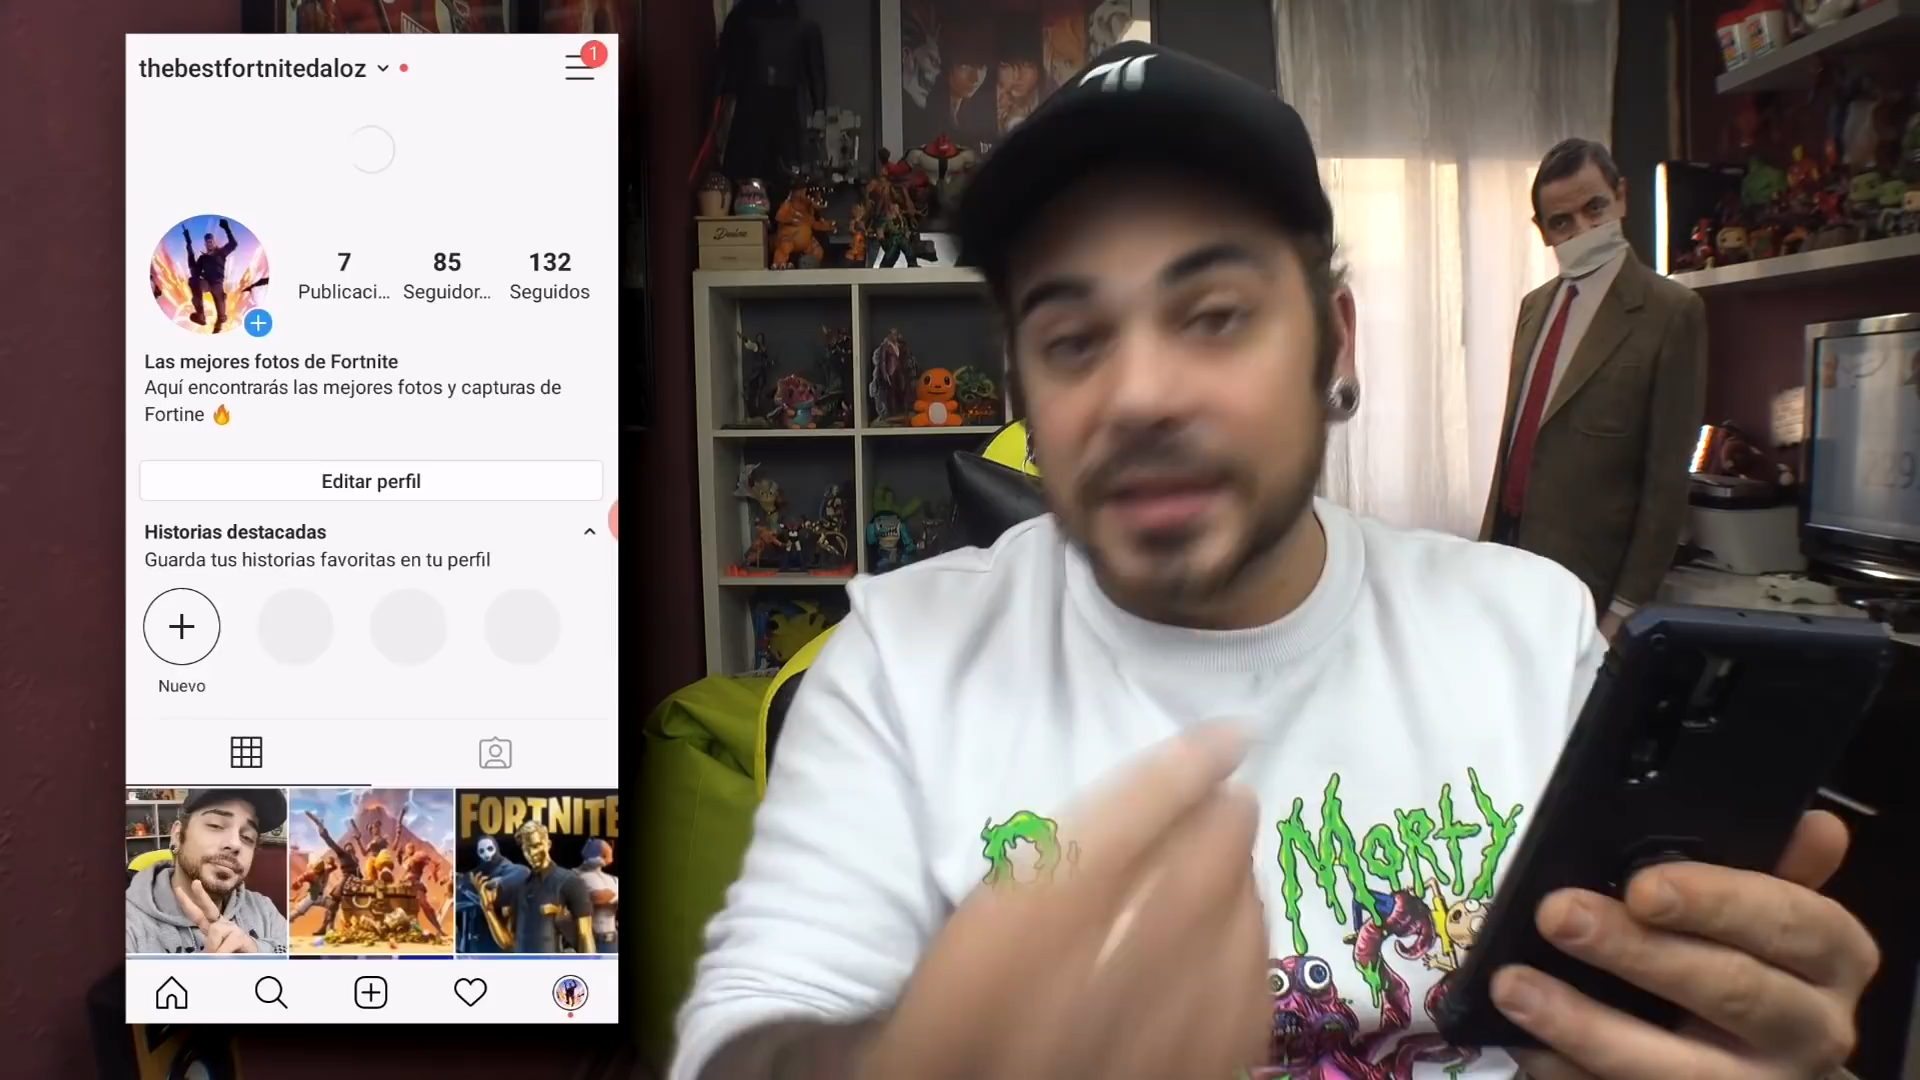 thebestfortnitedaloz
1
7
85
132
Publicaci...
Seguidor...
Seguidos
Las mejores fotos de Fortnite
Aquí encontrarás las mejores fotos y capturas de
Fortine 🔥
Editar perfil
Historias destacadas
Guarda tus historias favoritas en tu perfil
Nuevo
FORTNITE
MORTY